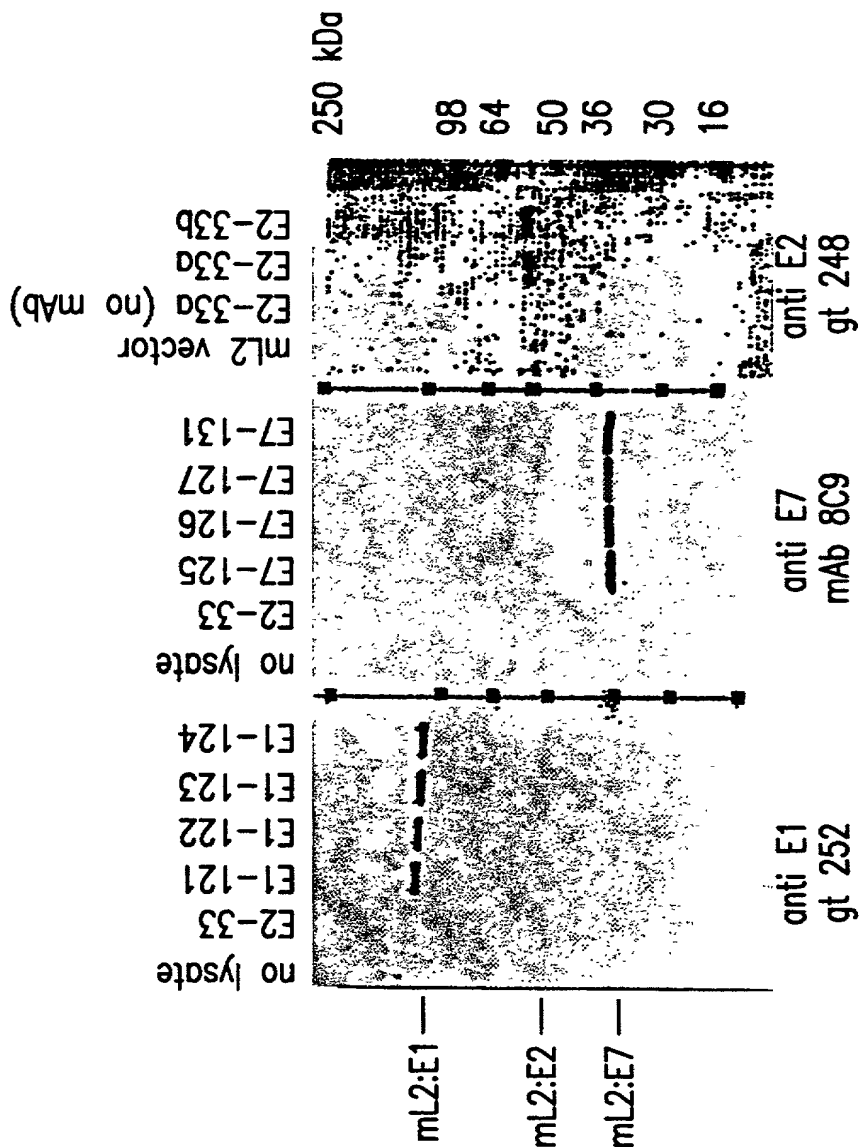 250 kDa
98
64
50
36
30
16
mL2 vector
E2-33a (no mAb)
E2-33a
E2-33b
anti E2
gt 248
no lysate
E2-33
E7-125
E7-126
E7-127
E7-131
anti E7
mAb 8C9
no lysate
E2-33
E1-121
E1-122
E1-123
E1-124
anti E1
gt 252
mL2:E1
mL2:E2
mL2:E7